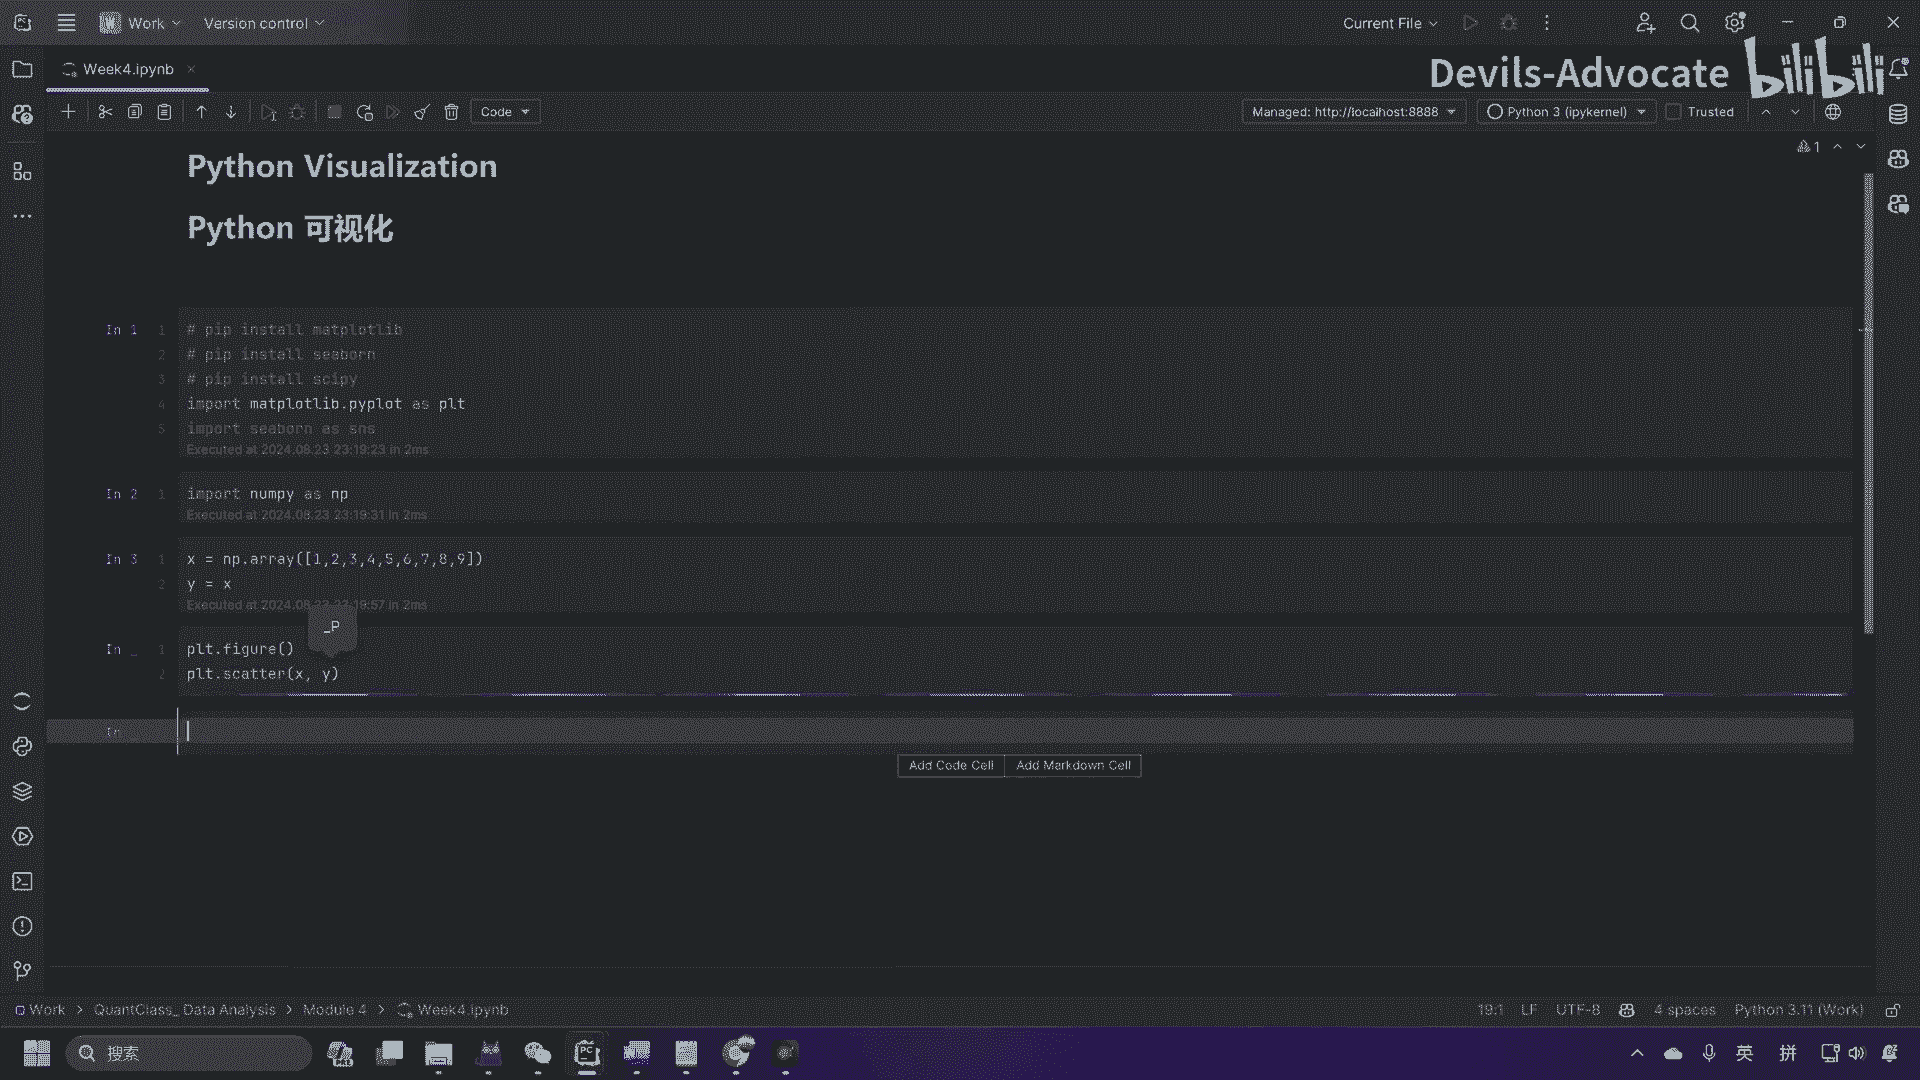 Work
Version control
Current File
Week4.ipynb
Devils-Advocate
bilibili
Code
Managed: http://localhost:8888
Python 3 (ipykernel)
Trusted
1
Python Visualization
Python 可视化
In 1
1 # pip install matplotlib
2 # pip install seaborn
3 # pip install scipy
4 import matplotlib.pyplot as plt
5 import seaborn as sns
Executed at 2024.08.23 23:19:23 in 2ms
In 2
1 import numpy as np
Executed at 2024.08.23 23:19:31 in 2ms
In 3
1 x = np.array([1,2,3,4,5,6,7,8,9])
2 y = x
Executed at 2024.08.23 23:19:57 in 2ms
_P
In _
1 plt.figure()
2 plt.scatter(x, y)
In _
Add Code Cell
Add Markdown Cell
Work > QuantClass_ Data Analysis > Module 4 > Week4.ipynb
19:1 LF UTF-8 4 spaces Python 3.11 (Work)
搜索
英 拼